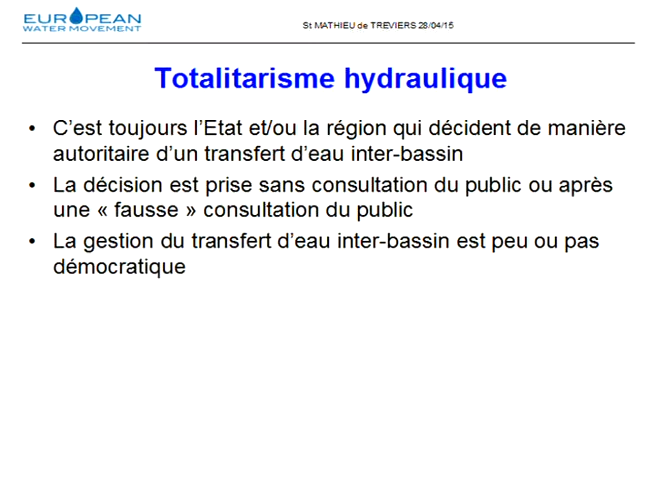 EUROPEAN
WATER MOVEMENT
St MATHIEU de TREVIERS 28/04/15
Totalitarisme hydraulique
• C’est toujours l’Etat et/ou la région qui décident de manière
autoritaire d’un transfert d’eau inter-bassin
• La décision est prise sans consultation du public ou après
une « fausse » consultation du public
• La gestion du transfert d’eau inter-bassin est peu ou pas
démocratique